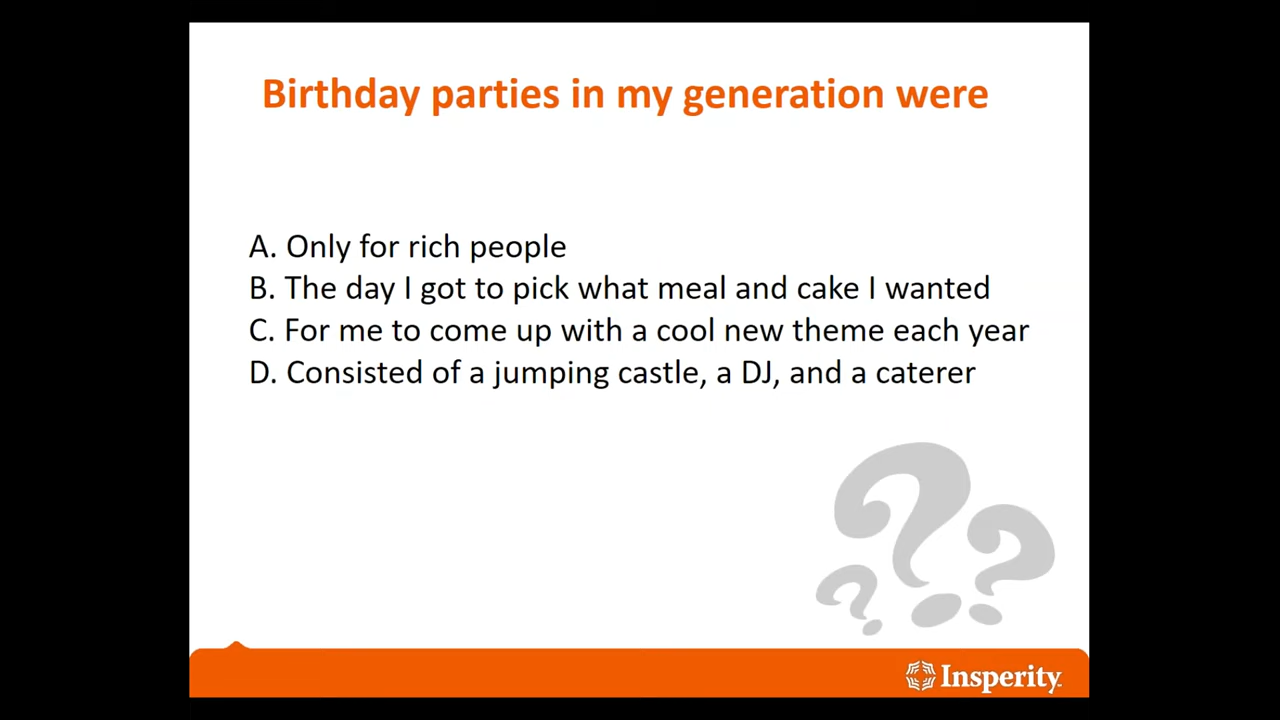 Birthday parties in my generation were
A. Only for rich people
B. The day I got to pick what meal and cake I wanted
C. For me to come up with a cool new theme each year
D. Consisted of a jumping castle, a DJ, and a caterer
???
Insperity